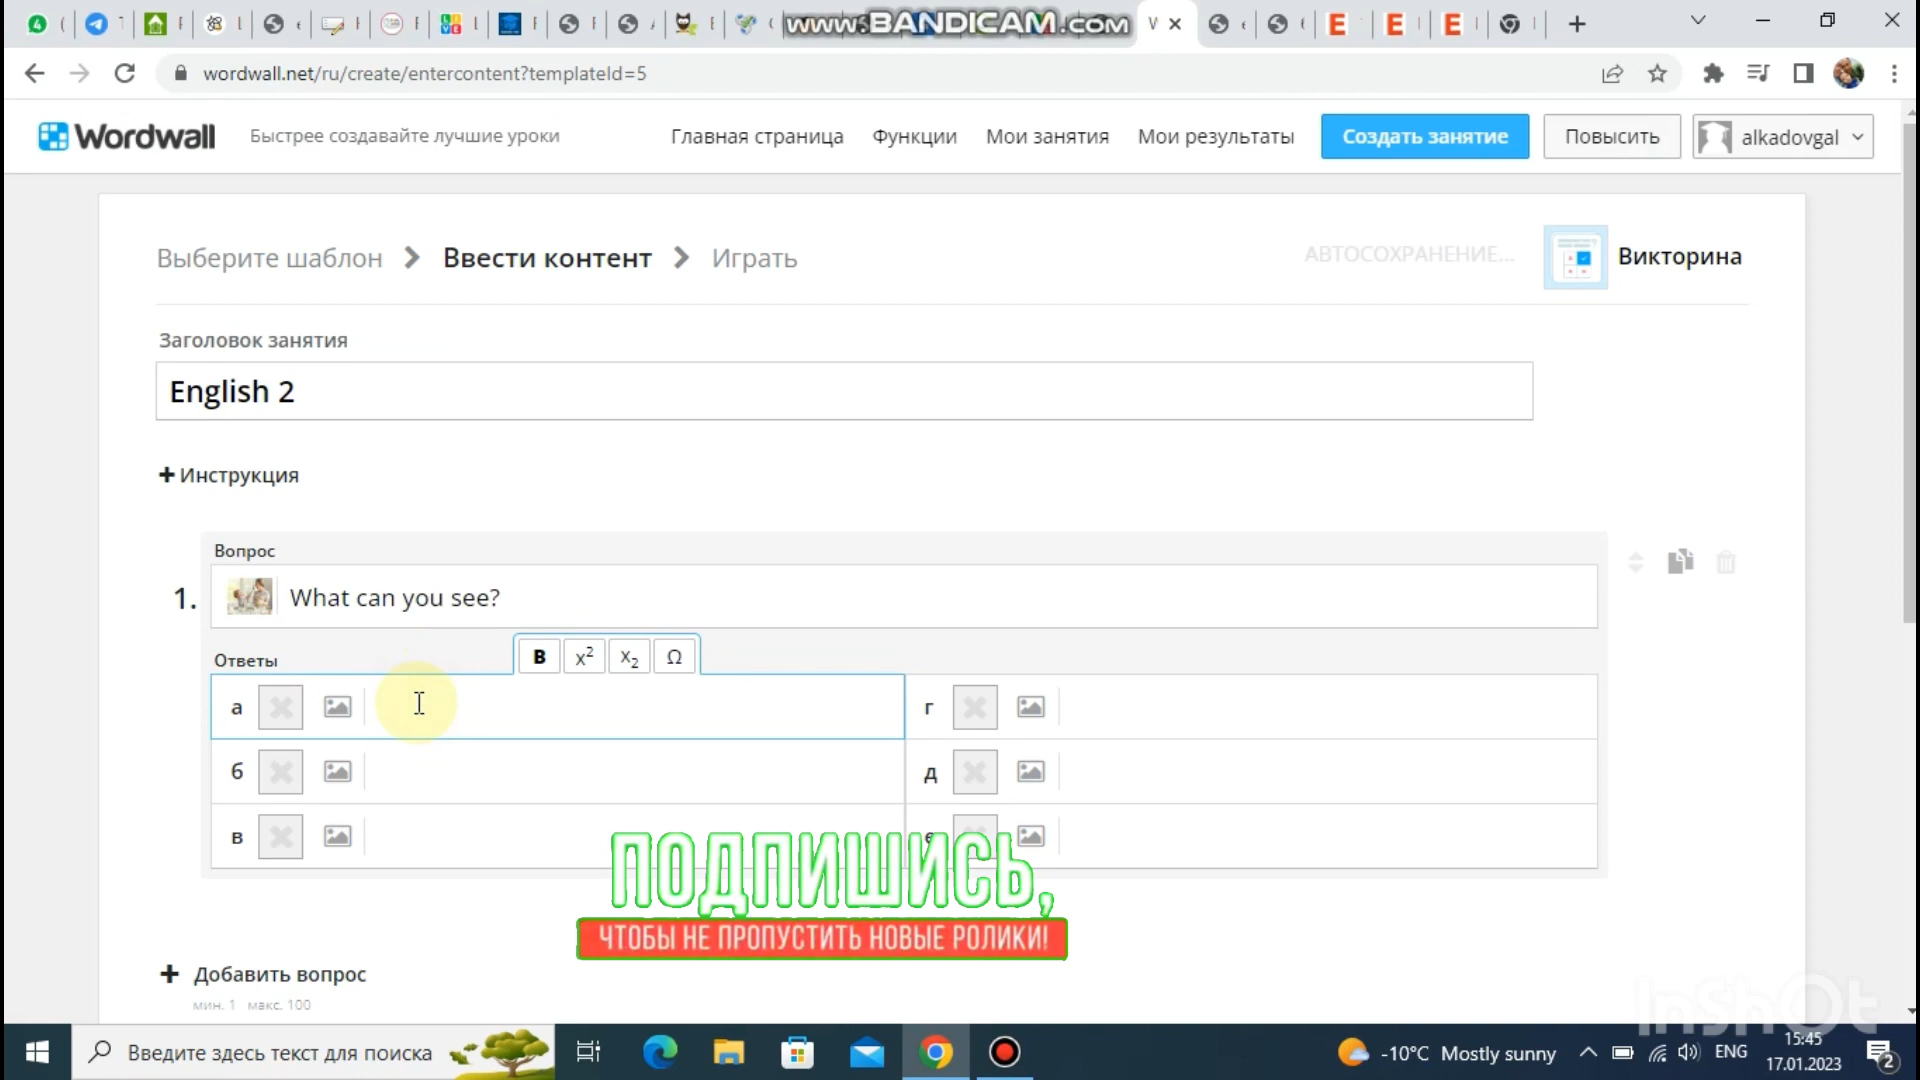 www.BANDICAM.com
wordwall.net/ru/create/entercontent?templateId=5
Wordwall
Быстрее создавайте лучшие уроки
Главная страница
Функции
Мои занятия
Мои результаты
Создать занятие
Повысить
alkadovgal
Выберите шаблон
Ввести контент
Играть
АВТОСОХРАНЕНИЕ...
Викторина
Заголовок занятия
English 2
+ Инструкция
Вопрос
1. What can you see?
Ответы
B x² x₂ Ω
а
г
б
д
в
ПОДПИШИСЬ,
ЧТОБЫ НЕ ПРОПУСТИТЬ НОВЫЕ РОЛИКИ!
+ Добавить вопрос
мин. 1 макс. 100
InShOt
Введите здесь текст для поиска
-10°C Mostly sunny
ENG
15:45
17.01.2023
2